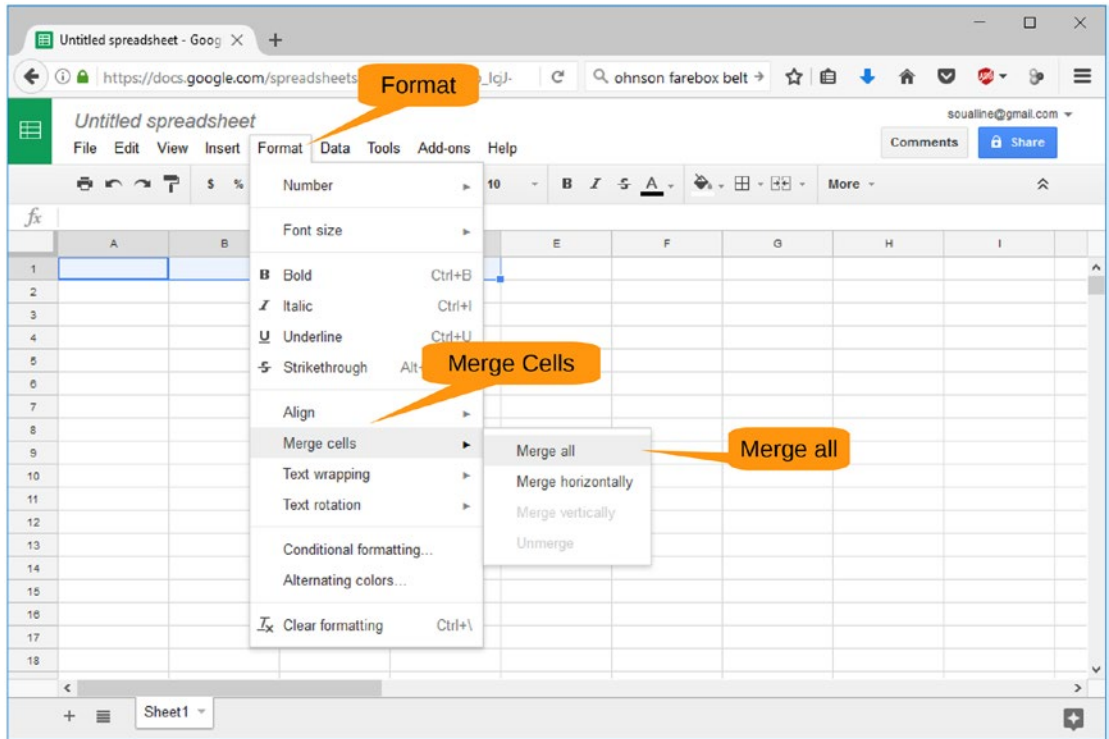 Untitled spreadsheet - Goog
https://docs.google.com/spreadsheets
ohnson farebox belt
Format
Untitled spreadsheet
soualline@gmail.com
File Edit View Insert Format Data Tools Add-ons Help
Comments
Share
$ % 10 B I S A More
fx
A B E F G H I
1
2
3
4
5
6
7
8
9
10
11
12
13
14
15
16
17
18
Number
Font size
B Bold Ctrl+B
I Italic Ctrl+I
U Underline Ctrl+U
S Strikethrough Alt+
Merge Cells
Align
Merge cells
Text wrapping
Text rotation
Conditional formatting...
Alternating colors...
Clear formatting Ctrl+\
Merge all
Merge horizontally
Merge vertically
Unmerge
Merge all
Sheet1